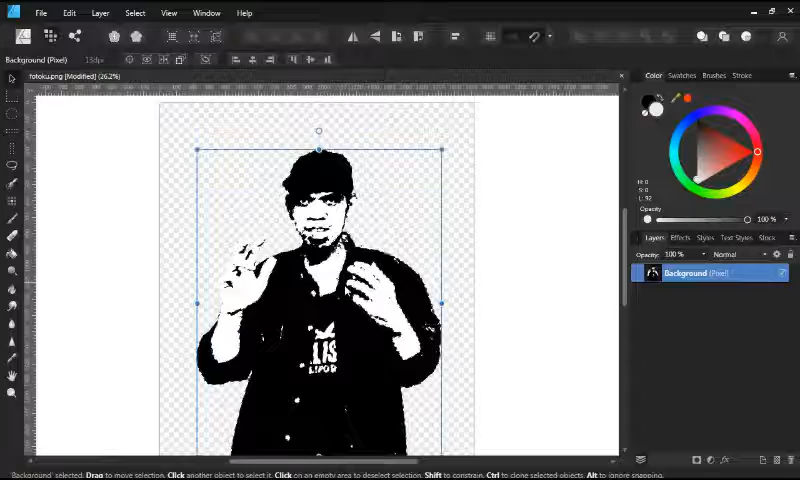 File Edit Layer Select View Window Help
Background (Pixel)
fotoku.png [Modified] (26.2%)
Color Swatches Brushes Stroke
H: 0
S: 0
L: 92
Opacity
100 %
Layers Effects Styles Text Styles Stock
Opacity: 100 % Normal
Background (Pixel)
'Background' selected. Drag to move selection. Click another object to select it. Click on an empty area to deselect selection. Shift to constrain. Ctrl to clone selected objects. Alt to ignore snapping.